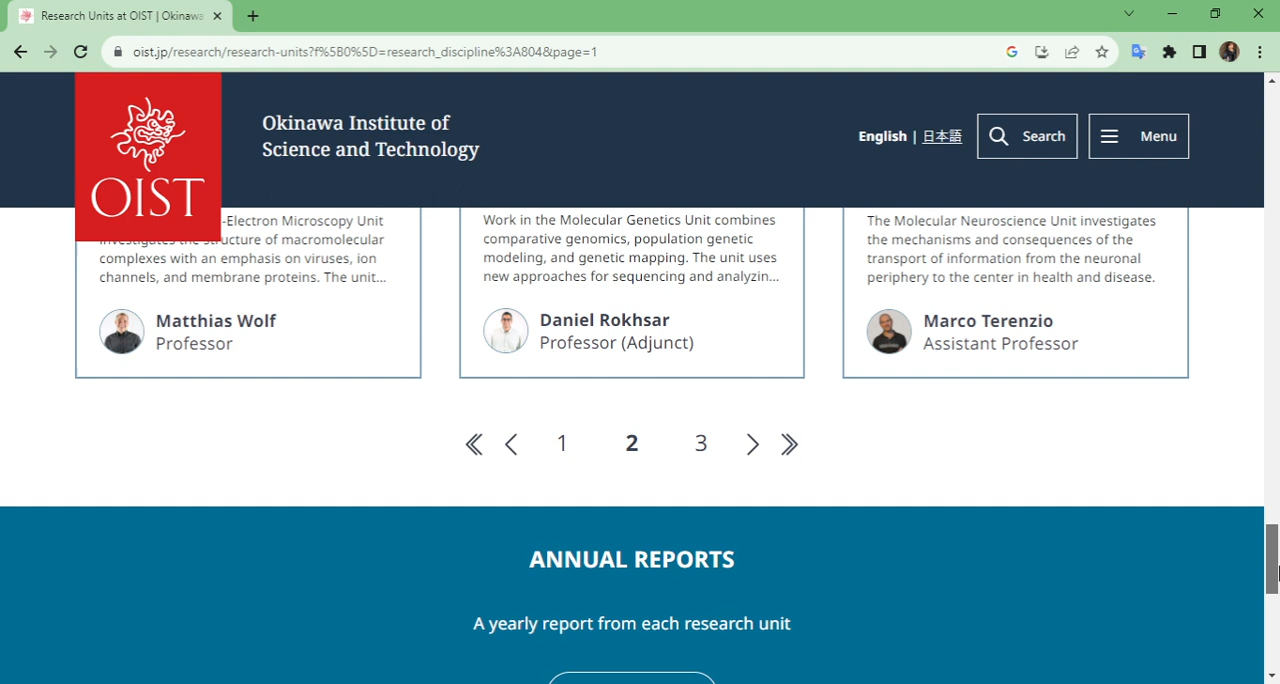 Research Units at OIST | Okinawa
oist.jp/research/research-units?f%5B0%5D=research_discipline%3A804&page=1
OIST
Okinawa Institute of
Science and Technology
English | 日本語
Search
Menu
-Electron Microscopy Unit
investigates the structure of macromolecular
complexes with an emphasis on viruses, ion
channels, and membrane proteins. The unit...
Matthias Wolf
Professor
Work in the Molecular Genetics Unit combines
comparative genomics, population genetic
modeling, and genetic mapping. The unit uses
new approaches for sequencing and analyzin...
Daniel Rokhsar
Professor (Adjunct)
The Molecular Neuroscience Unit investigates
the mechanisms and consequences of the
transport of information from the neuronal
periphery to the center in health and disease.
Marco Terenzio
Assistant Professor
1 2 3
ANNUAL REPORTS
A yearly report from each research unit